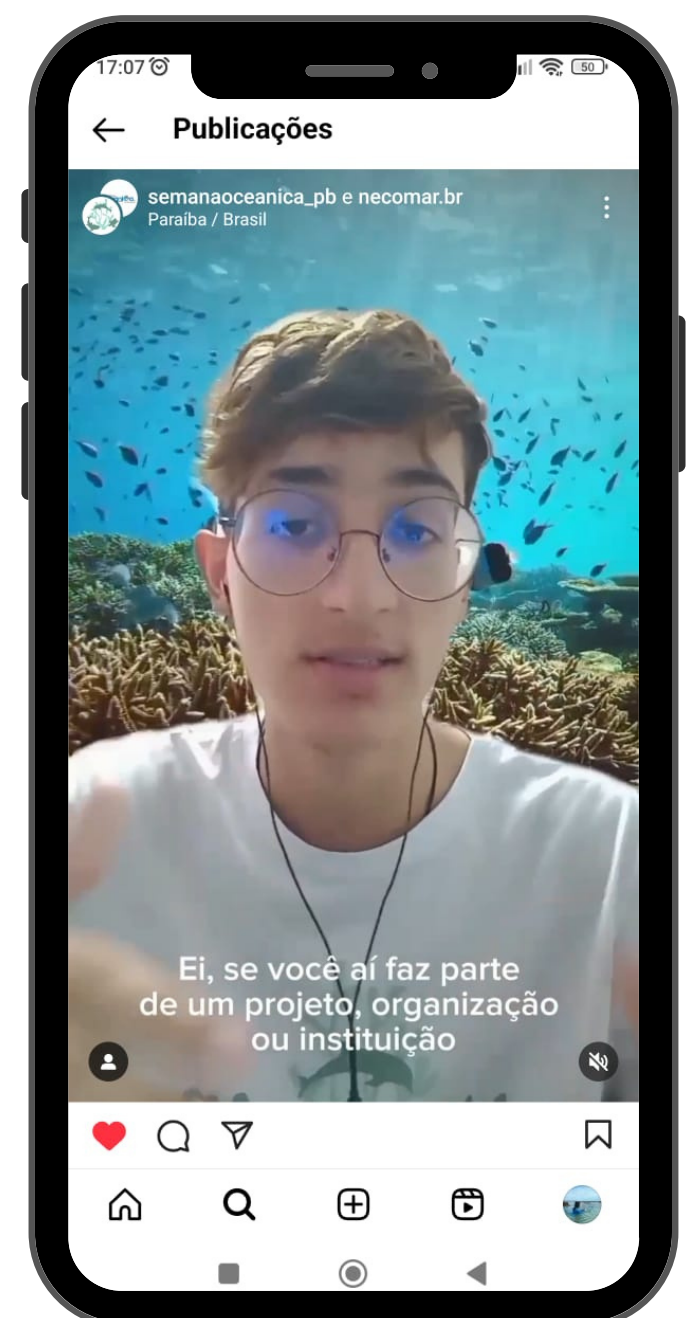 17:07
50
Publicações
semanaoceanica_pb e necomar.br
Paraíba / Brasil
Ei, se você aí faz parte
de um projeto, organização
ou instituição